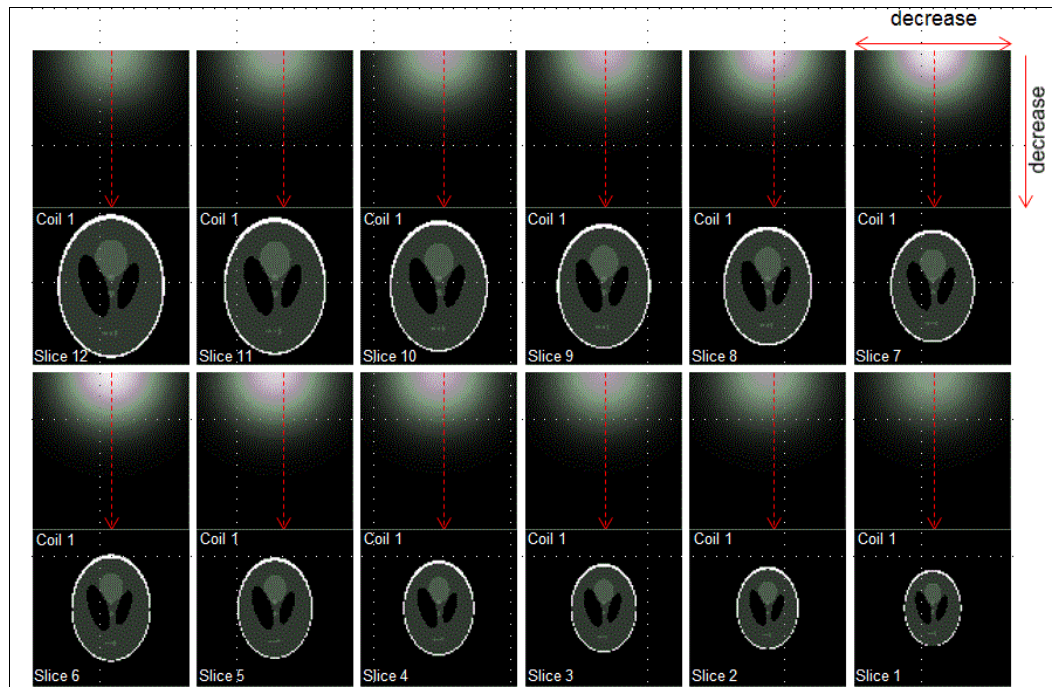 decrease
decrease
Coil 1 Coil 1 Coil 1 Coil 1 Coil 1 Coil 1
Slice 12 Slice 11 Slice 10 Slice 9 Slice 8 Slice 7
Coil 1 Coil 1 Coil 1 Coil 1 Coil 1 Coil 1
Slice 6 Slice 5 Slice 4 Slice 3 Slice 2 Slice 1